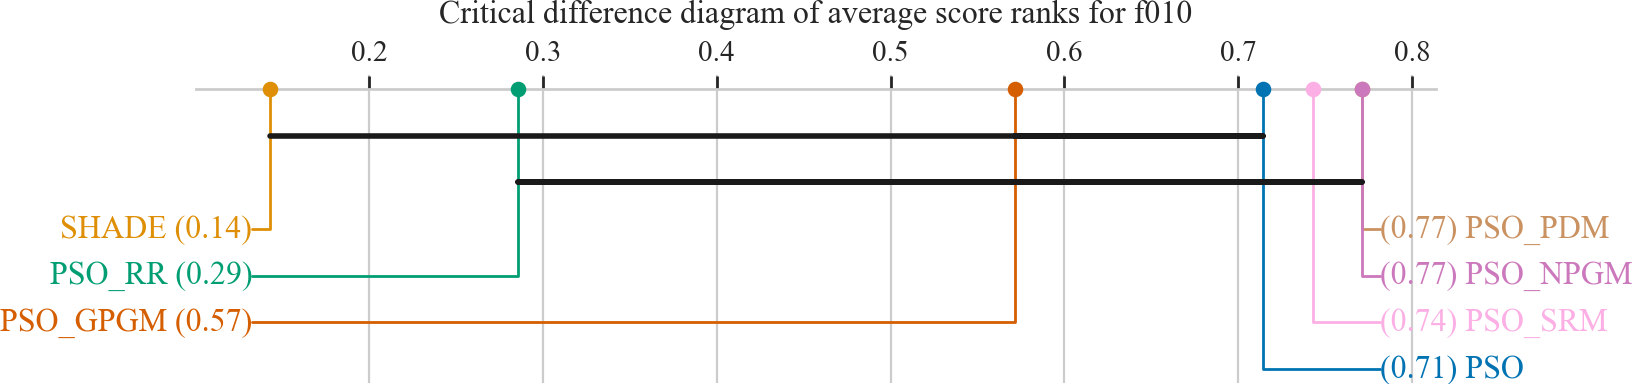 Critical difference diagram of average score ranks for f010
0.2 0.3 0.4 0.5 0.6 0.7 0.8
SHADE (0.14)
(0.77) PSO_PDM
PSO_RR (0.29)
(0.77) PSO_NPGM
PSO_GPGM (0.57)
(0.74) PSO_SRM
(0.71) PSO